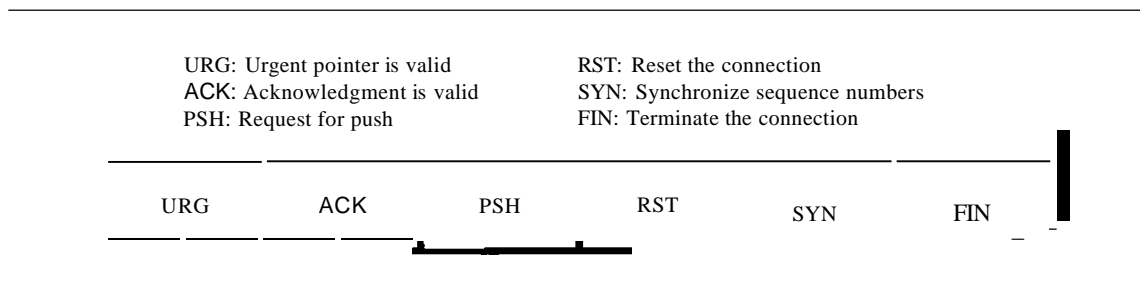 URG: Urgent pointer is valid
ACK: Acknowledgment is valid
PSH: Request for push
RST: Reset the connection
SYN: Synchronize sequence numbers
FIN: Terminate the connection
URG ACK PSH RST SYN FIN